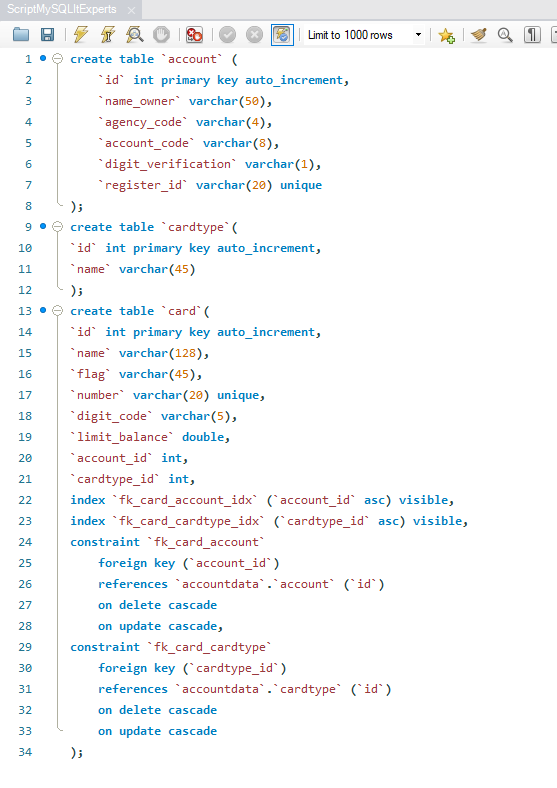 ScriptMySQLItExperts ×
Limit to 1000 rows
1 create table `account` (
2 `id` int primary key auto_increment,
3 `name_owner` varchar(50),
4 `agency_code` varchar(4),
5 `account_code` varchar(8),
6 `digit_verification` varchar(1),
7 `register_id` varchar(20) unique
8 );
9 create table `cardtype`(
10 `id` int primary key auto_increment,
11 `name` varchar(45)
12 );
13 create table `card`(
14 `id` int primary key auto_increment,
15 `name` varchar(128),
16 `flag` varchar(45),
17 `number` varchar(20) unique,
18 `digit_code` varchar(5),
19 `limit_balance` double,
20 `account_id` int,
21 `cardtype_id` int,
22 index `fk_card_account_idx` (`account_id` asc) visible,
23 index `fk_card_cardtype_idx` (`cardtype_id` asc) visible,
24 constraint `fk_card_account`
25 foreign key (`account_id`)
26 references `accountdata`.`account` (`id`)
27 on delete cascade
28 on update cascade,
29 constraint `fk_card_cardtype`
30 foreign key (`cardtype_id`)
31 references `accountdata`.`cardtype` (`id`)
32 on delete cascade
33 on update cascade
34 );